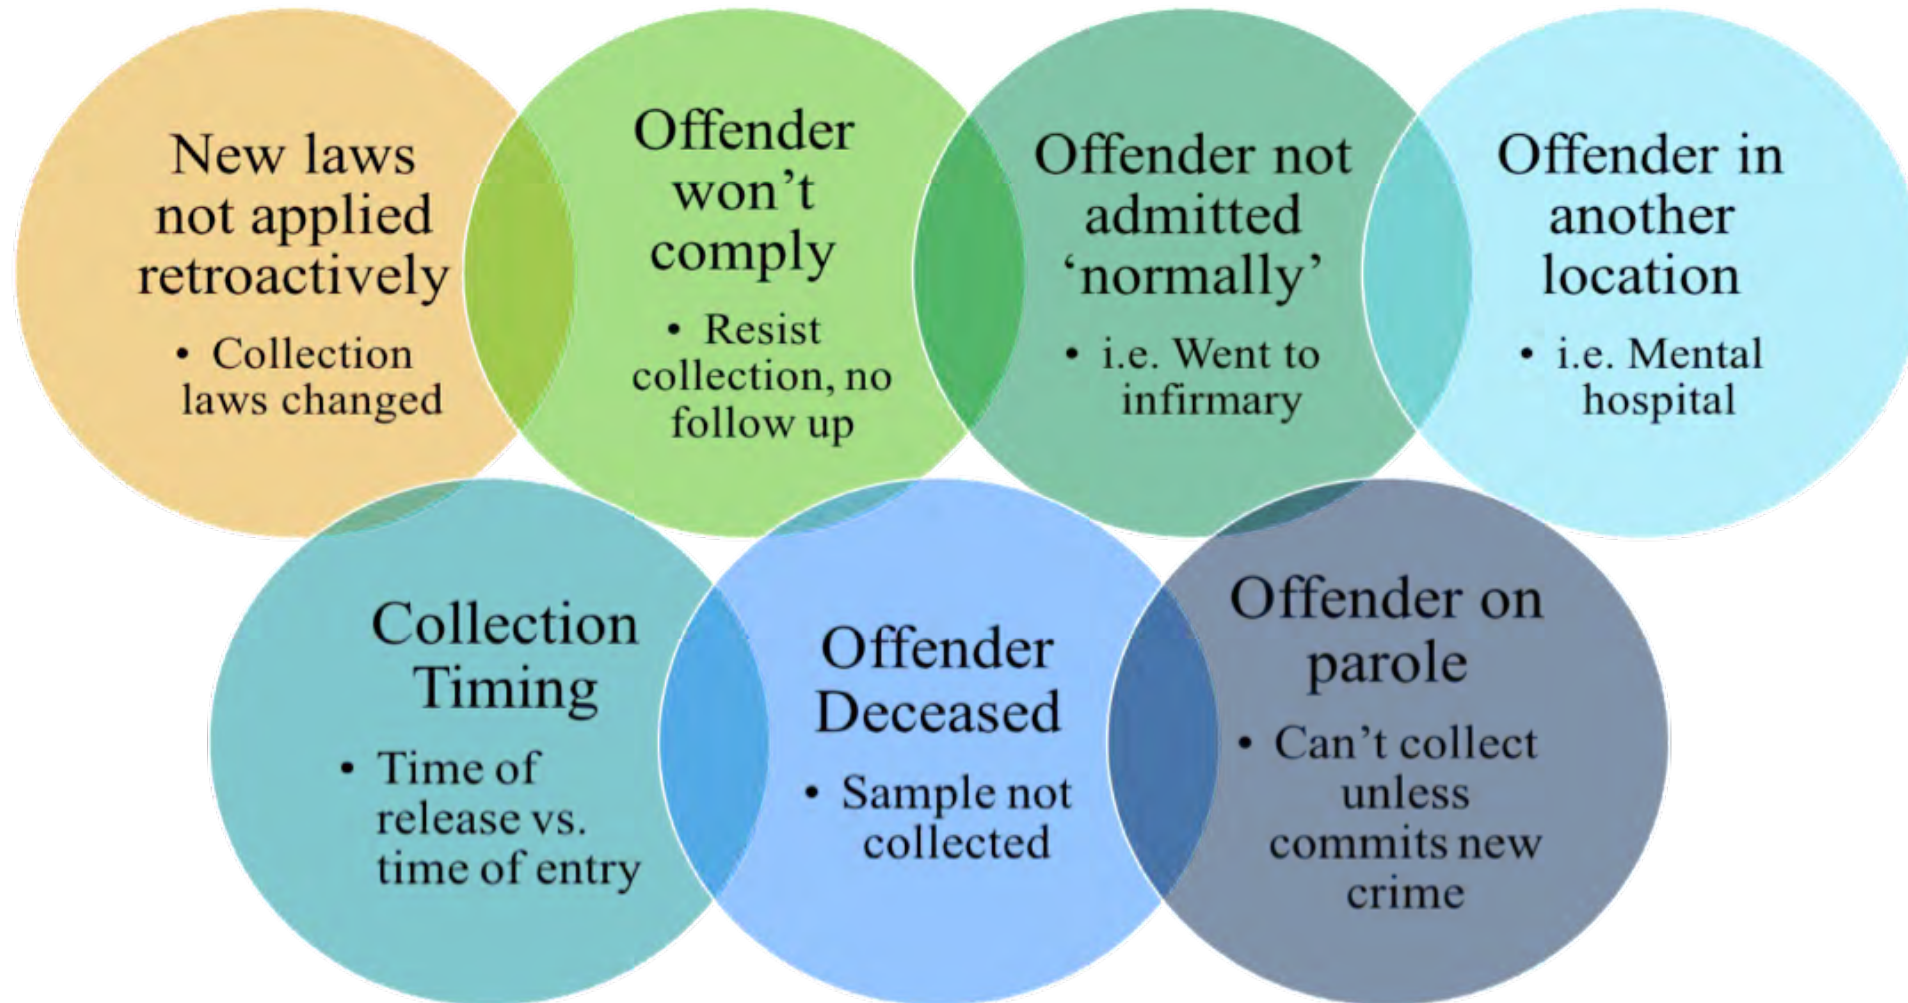 New laws
not applied
retroactively
• Collection
laws changed
Offender
won’t
comply
• Resist
collection, no
follow up
Offender not
admitted
‘normally’
• i.e. Went to
infirmary
Offender in
another
location
• i.e. Mental
hospital
Collection
Timing
• Time of
release vs.
time of entry
Offender
Deceased
• Sample not
collected
Offender on
parole
• Can’t collect
unless
commits new
crime